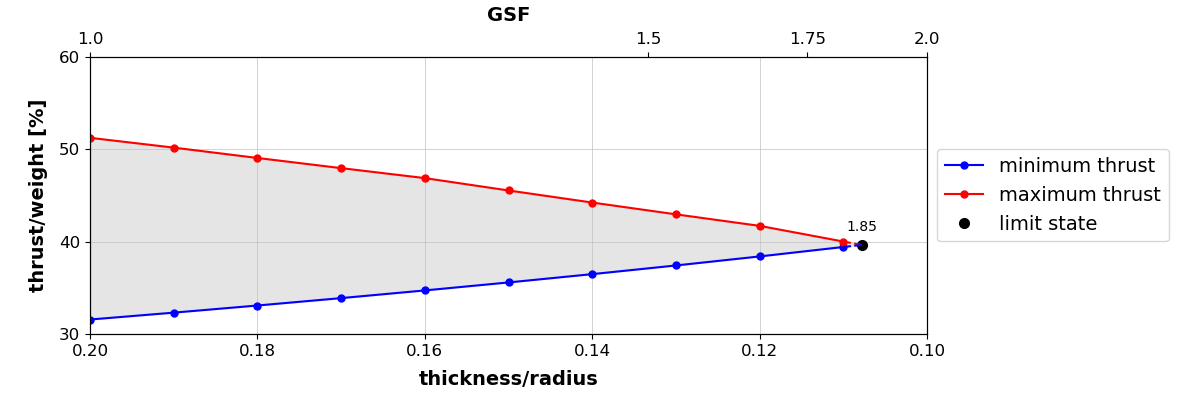 GSF
1.0 1.5 1.75 2.0
60
50
40
30
thrust/weight [%]
1.85
0.20 0.18 0.16 0.14 0.12 0.10
thickness/radius
minimum thrust
maximum thrust
limit state